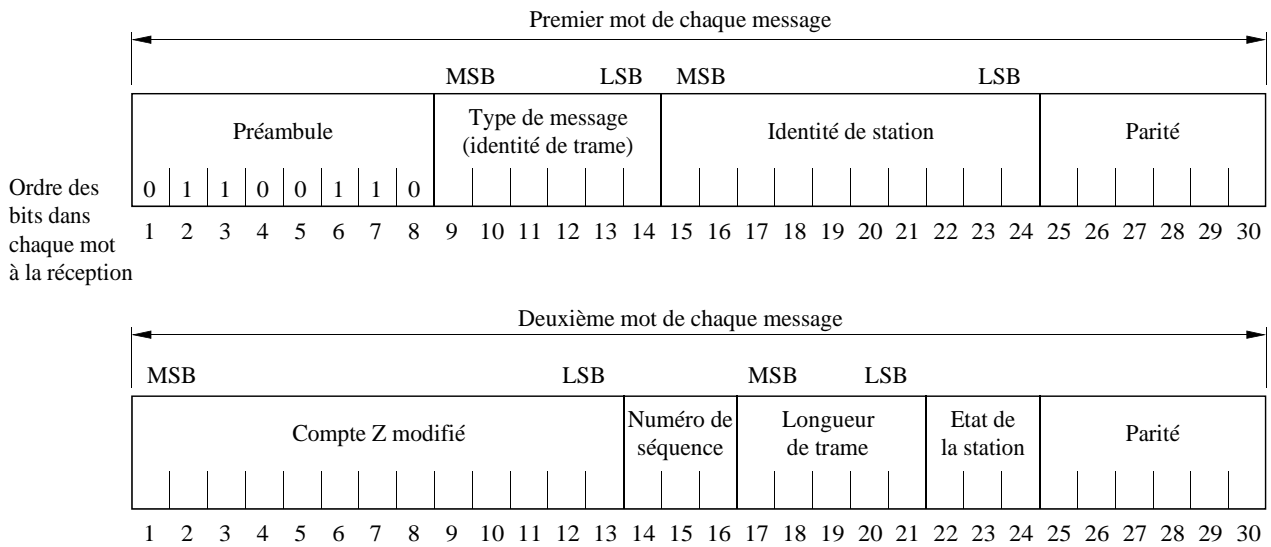 Premier mot de chaque message
MSB LSB MSB LSB
Préambule
Type de message
(identité de trame)
Identité de station
Parité
Ordre des
bits dans
chaque mot
à la réception
0 1 1 0 0 1 1 0
1 2 3 4 5 6 7 8 9 10 11 12 13 14 15 16 17 18 19 20 21 22 23 24 25 26 27 28 29 30
Deuxième mot de chaque message
MSB LSB MSB LSB
Compte Z modifié
Numéro de
séquence
Longueur
de trame
Etat de
la station
Parité
1 2 3 4 5 6 7 8 9 10 11 12 13 14 15 16 17 18 19 20 21 22 23 24 25 26 27 28 29 30